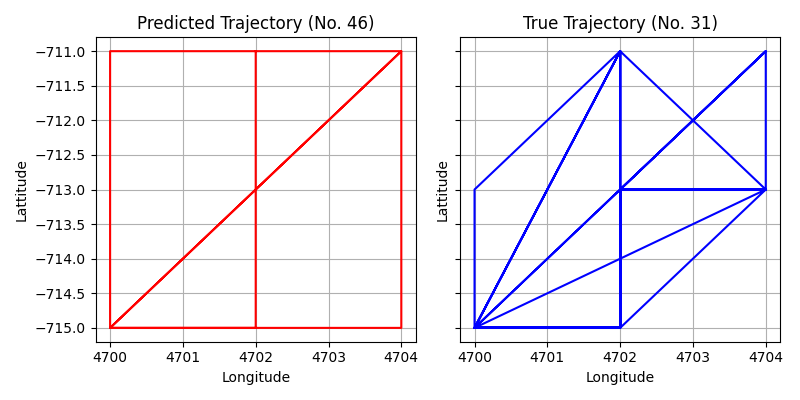 Predicted Trajectory (No. 46)
True Trajectory (No. 31)
−711.0
−711.5
−712.0
−712.5
−713.0
−713.5
−714.0
−714.5
−715.0
Lattitude
Lattitude
4700 4701 4702 4703 4704
4700 4701 4702 4703 4704
Longitude
Longitude